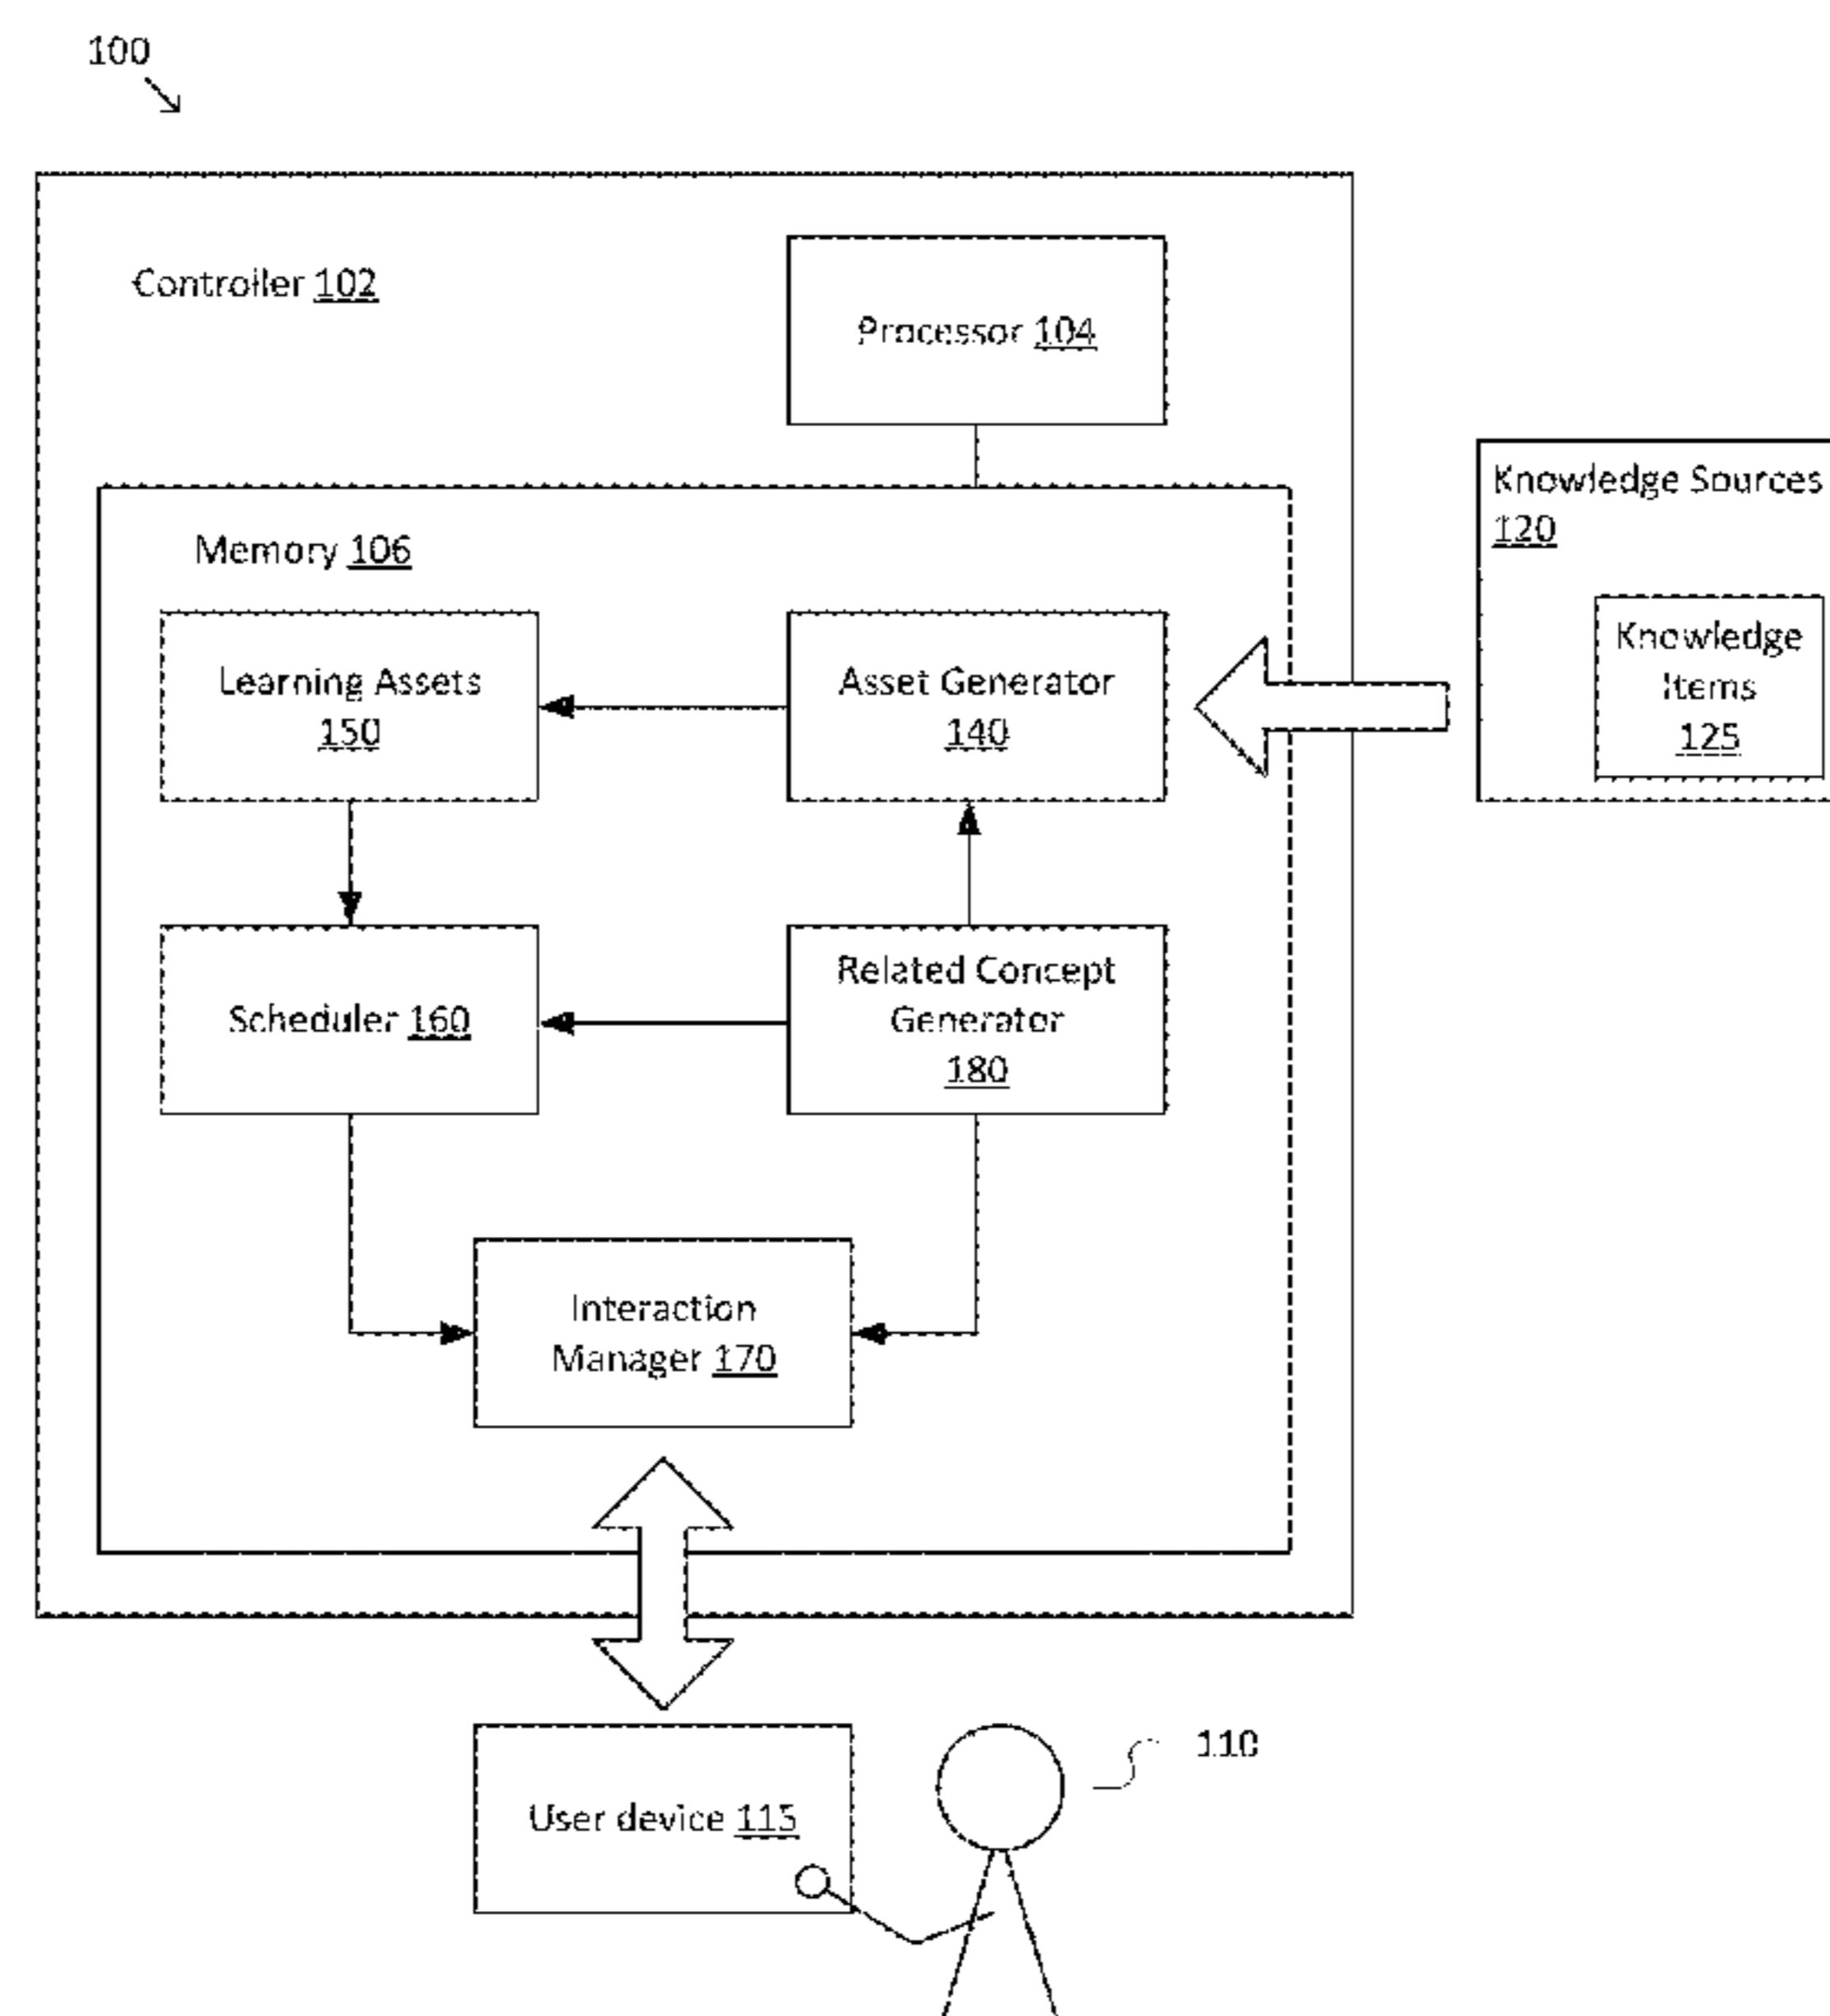 100
Controller 102
Processor 104
Knowledge Sources
120
Memory 106
Knowledge
Items
125
Learning Assets
150
Asset Generator
140
Scheduler 160
Related Concept
Generator
180
Interaction
Manager 170
110
User device 115